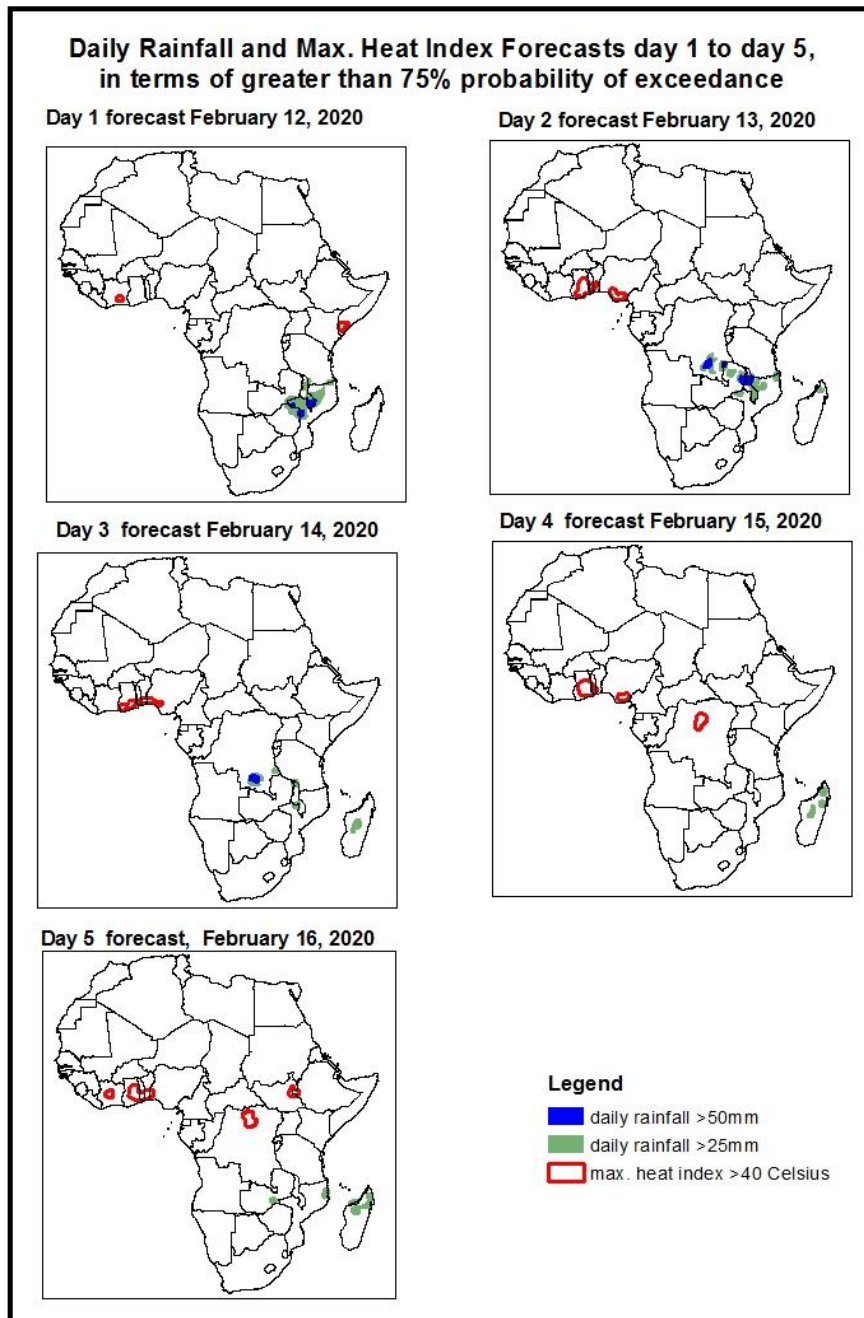 Daily Rainfall and Max. Heat Index Forecasts day 1 to day 5,
in terms of greater than 75% probability of exceedance
Day 1 forecast February 12, 2020
Day 2 forecast February 13, 2020
Day 3 forecast February 14, 2020
Day 4 forecast February 15, 2020
Day 5 forecast, February 16, 2020
Legend
daily rainfall >50mm
daily rainfall >25mm
max. heat index >40 Celsius